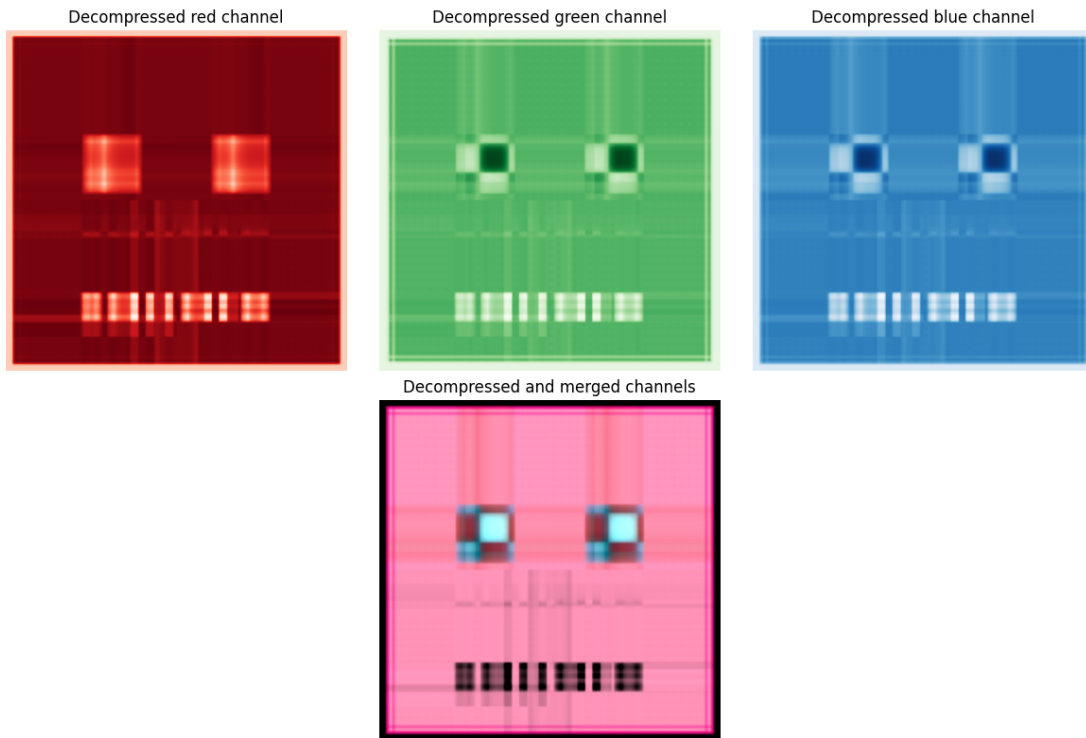 Decompressed red channel
Decompressed green channel
Decompressed blue channel
Decompressed and merged channels